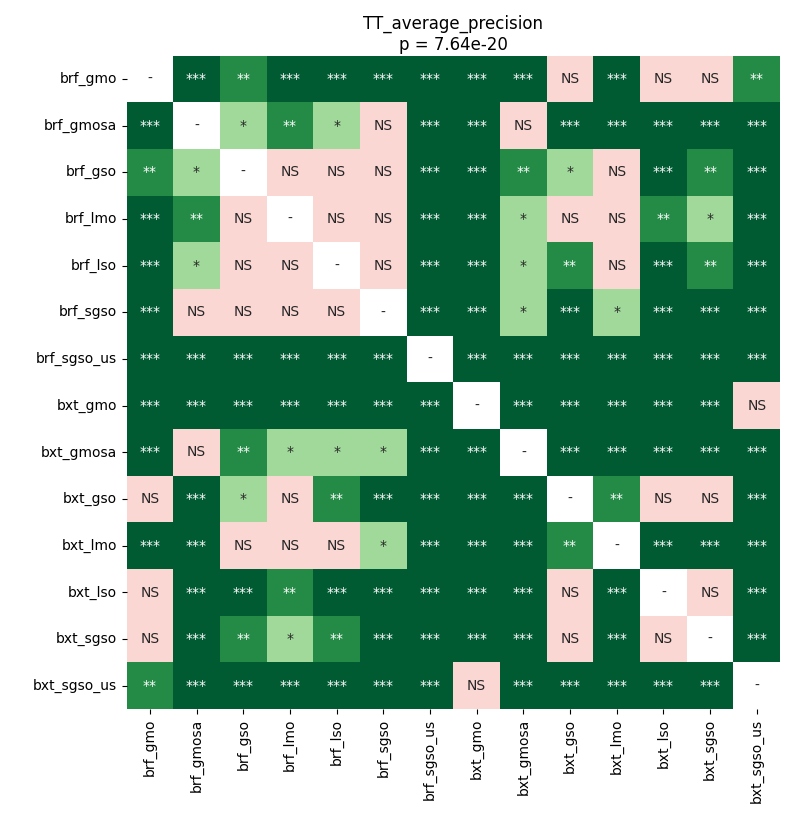 TT_average_precision
p = 7.64e-20
brf_gmo - *** ** *** *** *** *** *** *** NS *** NS NS **
brf_gmosa *** - * ** * NS *** *** NS *** *** *** *** ***
brf_gso ** * - NS NS NS *** *** ** * NS *** ** ***
brf_lmo *** ** NS - NS NS *** *** * NS NS ** * ***
brf_lso *** * NS NS - NS *** *** * ** NS *** ** ***
brf_sgso *** NS NS NS NS - *** *** * *** * *** *** ***
brf_sgso_us *** *** *** *** *** *** - *** *** *** *** *** *** ***
bxt_gmo *** *** *** *** *** *** *** - *** *** *** *** *** NS
bxt_gmosa *** NS ** * * * *** *** - *** *** *** *** ***
bxt_gso NS *** * NS ** *** *** *** *** - ** NS NS ***
bxt_lmo *** *** NS NS NS * *** *** *** ** - *** *** ***
bxt_lso NS *** *** ** *** *** *** *** *** NS *** - NS ***
bxt_sgso NS *** ** * ** *** *** *** *** NS *** NS - ***
bxt_sgso_us ** *** *** *** *** *** *** NS *** *** *** *** *** -
brf_gmo brf_gmosa brf_gso brf_lmo brf_lso brf_sgso brf_sgso_us bxt_gmo bxt_gmosa bxt_gso bxt_lmo bxt_lso bxt_sgso bxt_sgso_us